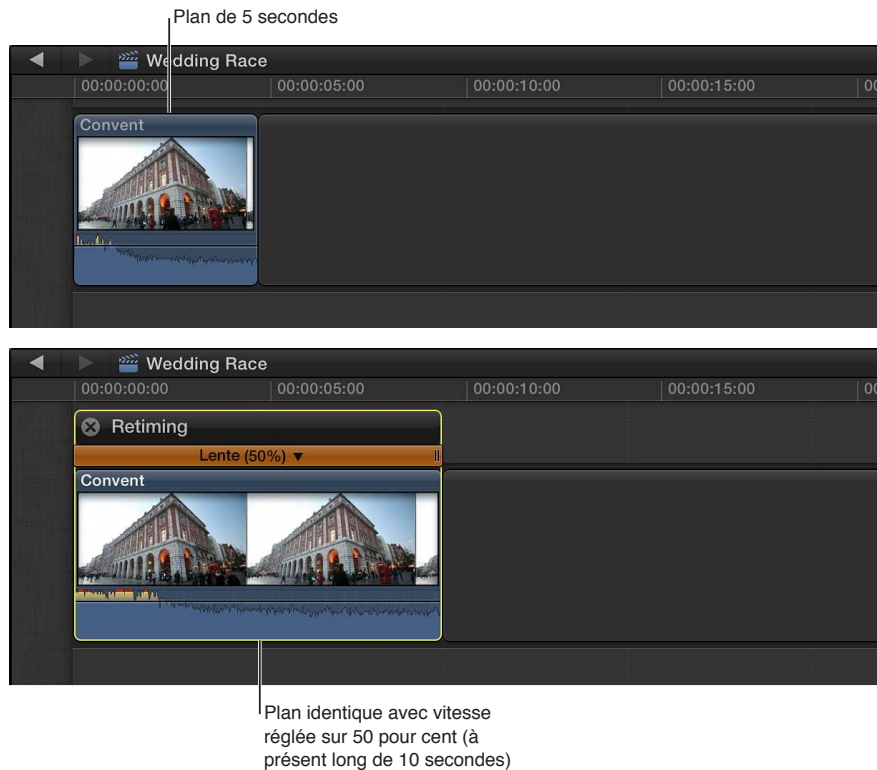 Plan de 5 secondes
Wedding Race
00:00:00:00 00:00:05:00 00:00:10:00 00:00:15:00 00
Convent
Wedding Race
00:00:00:00 00:00:05:00 00:00:10:00 00:00:15:00 00
Retiming
Lente (50%)
Convent
Plan identique avec vitesse
réglée sur 50 pour cent (à
présent long de 10 secondes)